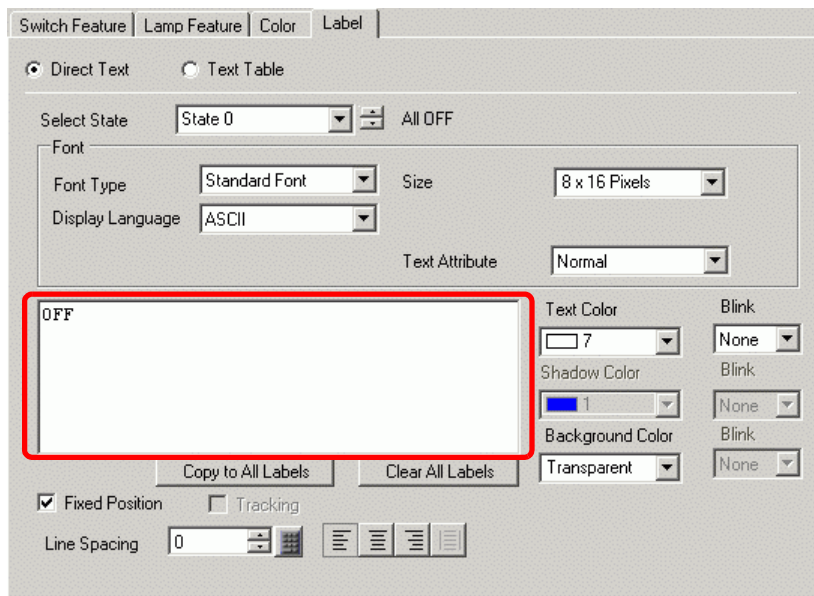 Switch Feature Lamp Feature Color Label
Direct Text Text Table
Select State State 0 All OFF
Font
Font Type Standard Font Size 8 x 16 Pixels
Display Language ASCII
Text Attribute Normal
OFF
Text Color Blink
7 None
Shadow Color Blink
1 None
Background Color Blink
Transparent None
Copy to All Labels Clear All Labels
Fixed Position Tracking
Line Spacing 0